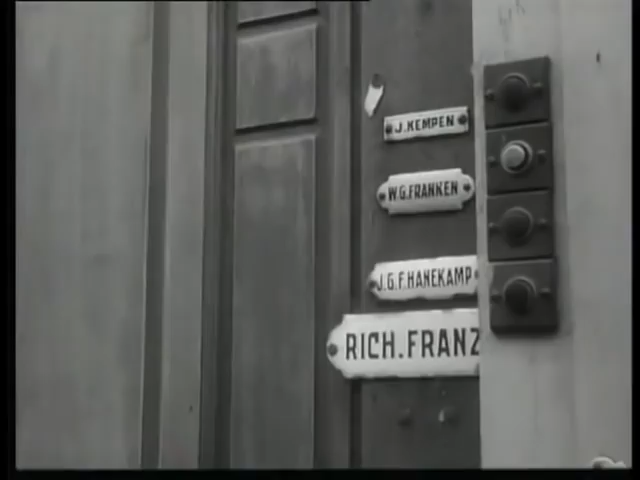 J. KEMPEN
W.G. FRANKEN
J.G.F. HANEKAMP
RICH. FRANZ